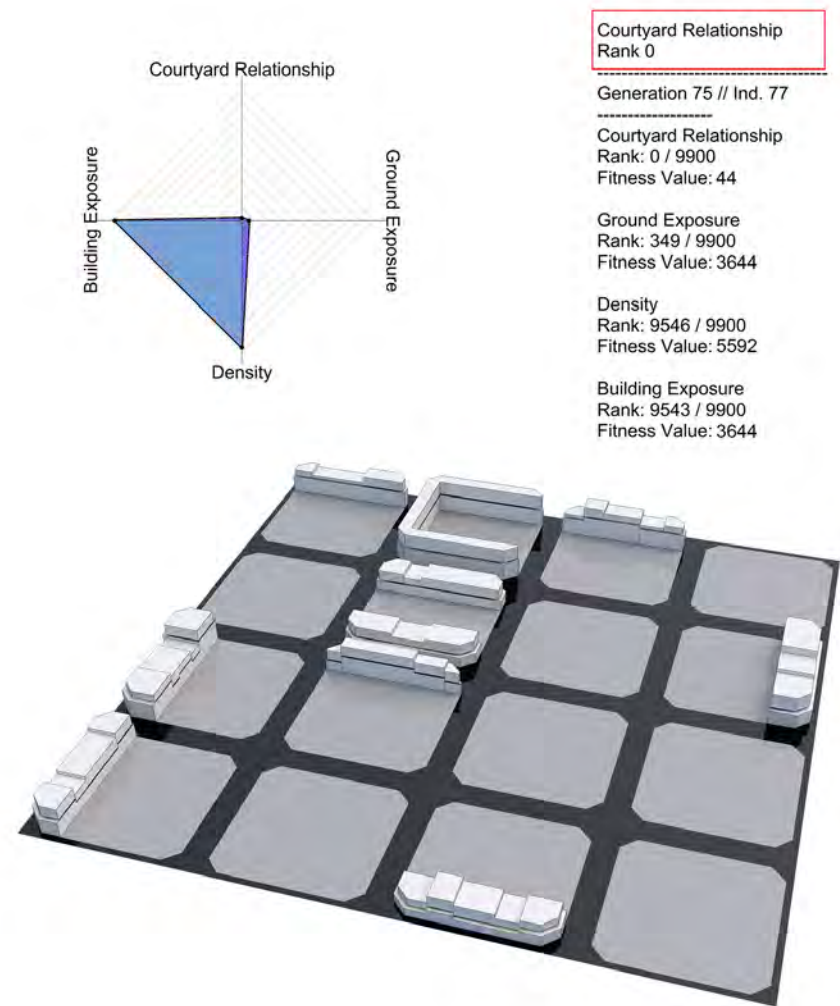 Courtyard Relationship
Rank 0
-------------------------------------
Generation 75 // Ind. 77
-------------------
Courtyard Relationship
Rank: 0 / 9900
Fitness Value: 44
Ground Exposure
Rank: 349 / 9900
Fitness Value: 3644
Density
Rank: 9546 / 9900
Fitness Value: 5592
Building Exposure
Rank: 9543 / 9900
Fitness Value: 3644
Courtyard Relationship
Building Exposure
Ground Exposure
Density